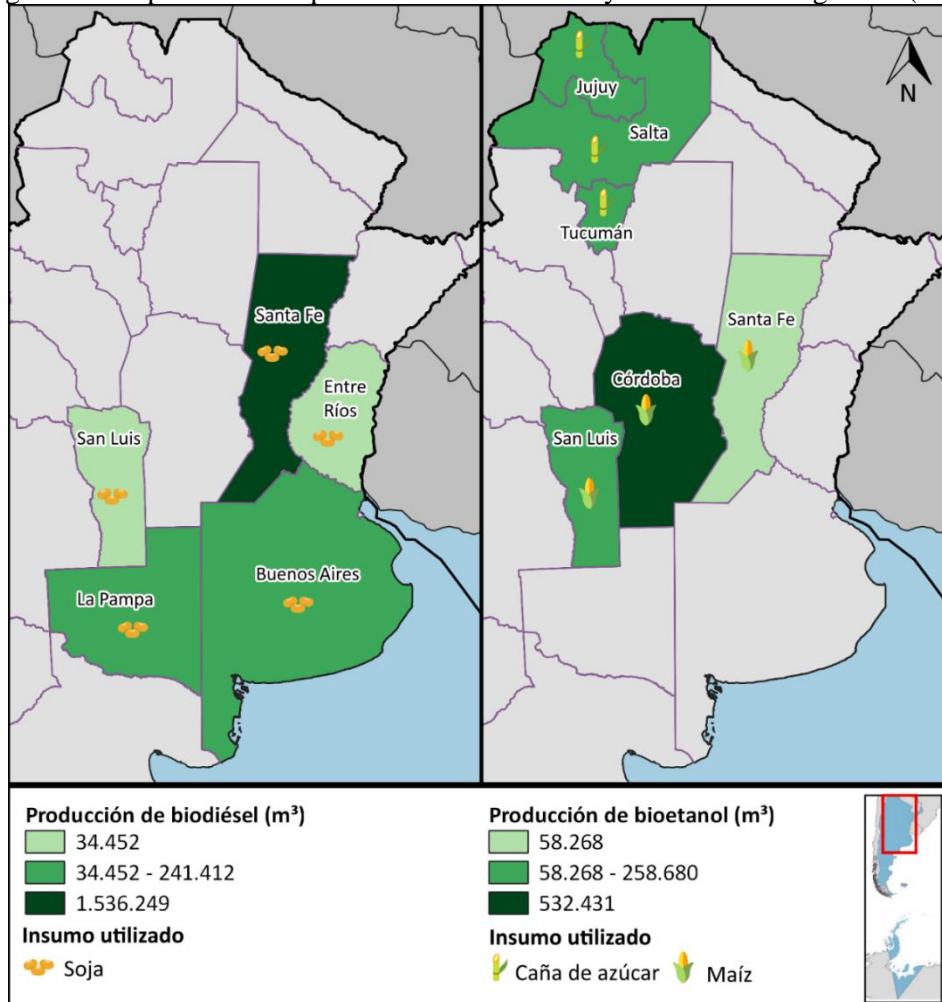 Jujuy
Salta
Tucumán
Santa Fe
Entre
Ríos
San Luis
La Pampa
Buenos Aires
N
Santa Fe
Córdoba
San Luis
Producción de biodiésel (m³)
34.452
34.452 - 241.412
1.536.249
Insumo utilizado
Soja
Producción de bioetanol (m³)
58.268
58.268 - 258.680
532.431
Insumo utilizado
Caña de azúcar
Maíz